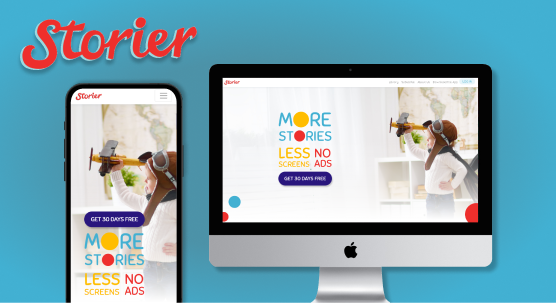 Storier
Storier
GET 30 DAYS FREE
MORE
STORIES
LESS NO
SCREENS ADS
Storier
MORE
STORIES
LESS NO
SCREENS ADS
GET 30 DAYS FREE